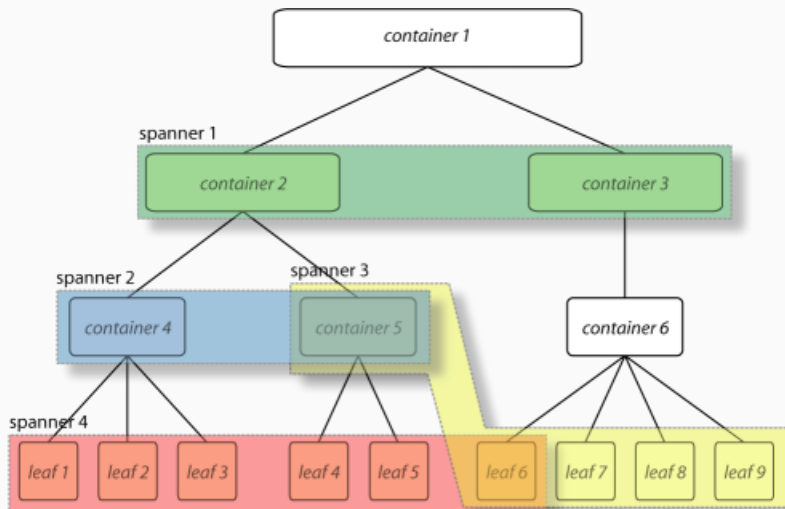 container 1
spanner 1
container 2
container 3
spanner 2
spanner 3
container 4
container 5
container 6
spanner 4
leaf 1
leaf 2
leaf 3
leaf 4
leaf 5
leaf 6
leaf 7
leaf 8
leaf 9